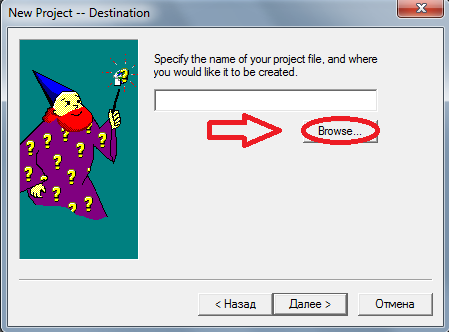 New Project -- Destination
Specify the name of your project file, and where
you would like it to be created.
Browse...
< Назад
Далее >
Отмена